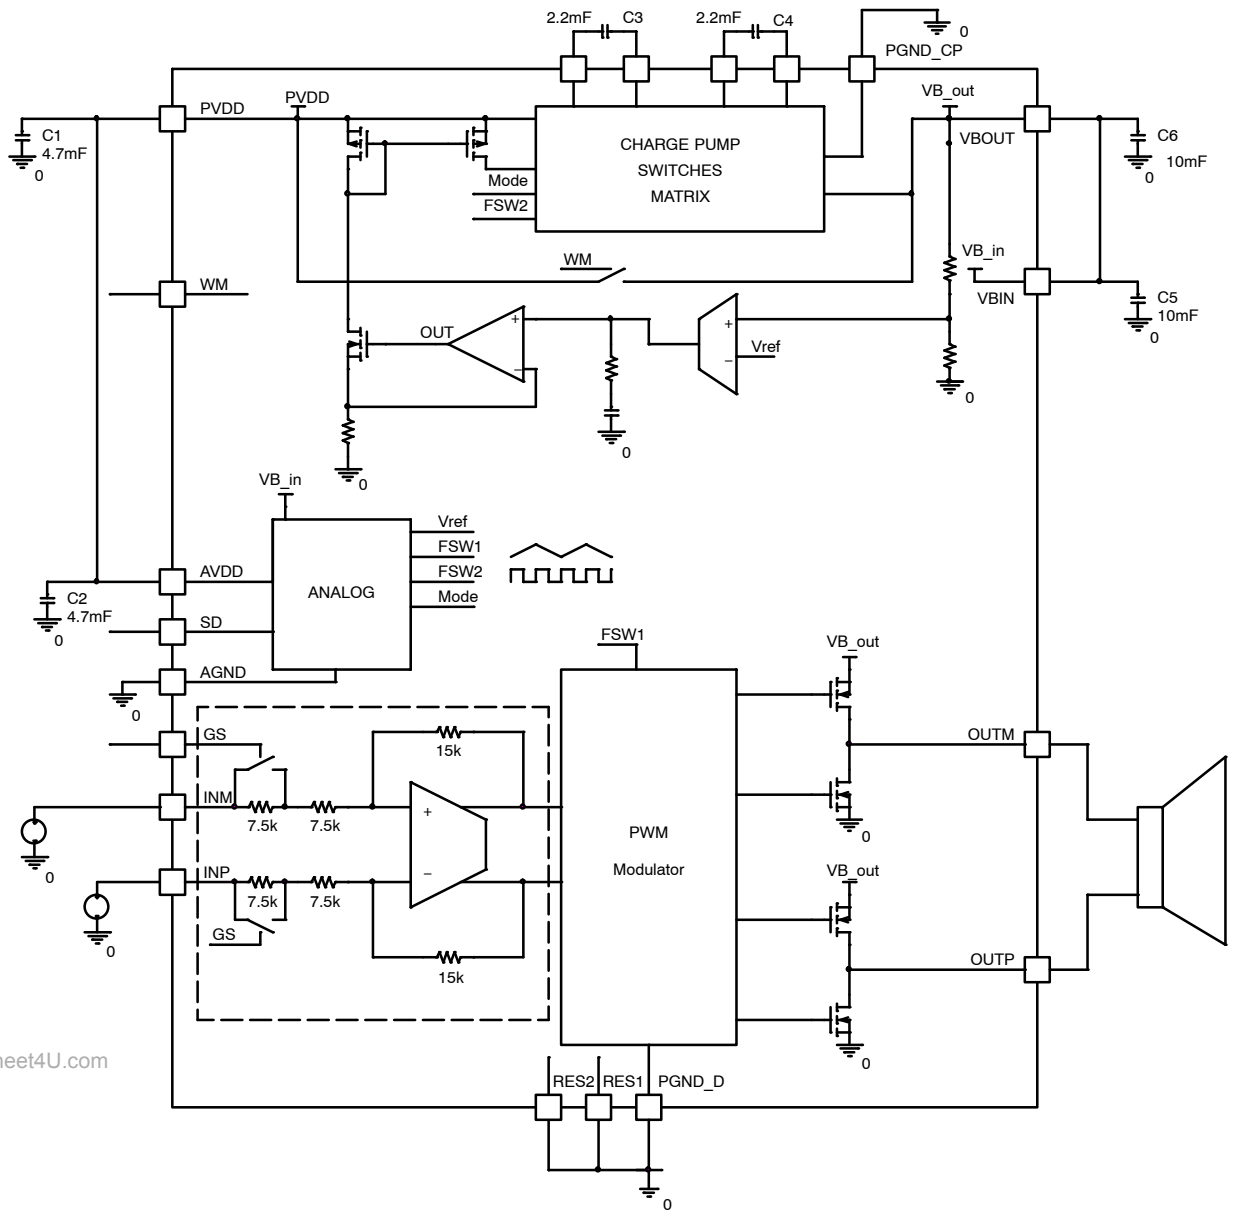 2.2mF
C3
2.2mF
C4
0
PGND_CP
PVDD
PVDD
VB_out
VBOUT
C1
4.7mF
0
C6
10mF
0
CHARGE PUMP
SWITCHES
MATRIX
Mode
FSW2
WM
WM
VB_in
VBIN
C5
10mF
0
OUT
+
−
+
−
Vref
0
0
0
VB_in
Vref
FSW1
FSW2
Mode
ANALOG
AVDD
C2
4.7mF
0
SD
AGND
0
FSW1
VB_out
GS
15k
OUTM
INM
7.5k
7.5k
+
−
0
PWM
Modulator
0
INP
7.5k
7.5k
VB_out
0
GS
15k
OUTP
0
neet4U.com
RES2
RES1
PGND_D
0